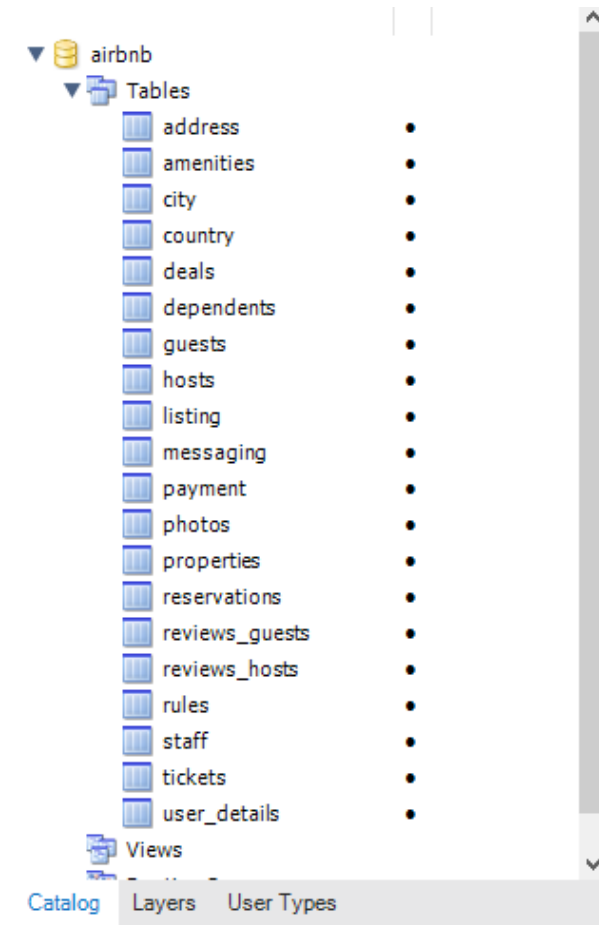 airbnb
Tables
address
amenities
city
country
deals
dependents
guests
hosts
listing
messaging
payment
photos
properties
reservations
reviews_guests
reviews_hosts
rules
staff
tickets
user_details
Views
Catalog Layers User Types